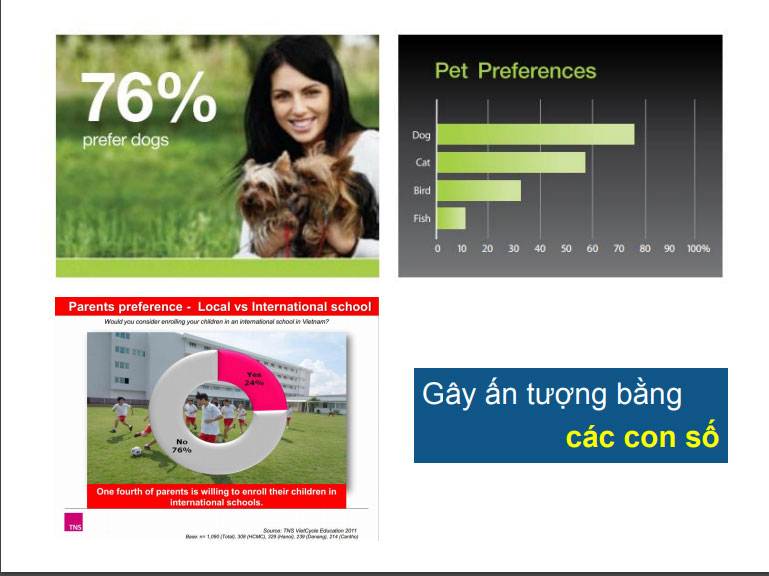 76%
prefer dogs
Pet Preferences
Dog
Cat
Bird
Fish
0 10 20 30 40 50 60 70 80 90 100%
Parents preference - Local vs International school
Would you consider enrolling your children in an international school in Vietnam?
Yes
24%
No
76%
One fourth of parents is willing to enroll their children in
international schools.
TNS
Source: TNS VietCycle Education 2011
Base: n= 1,090 (Total), 308 (HCMC), 329 (Hanoi), 239 (Danang), 214 (Cantho)
Gây ấn tượng bằng
các con số